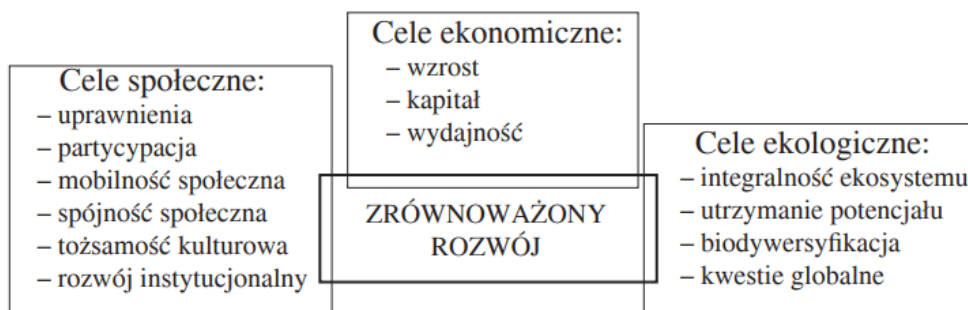 Cele społeczne:
– uprawnienia
– partycypacja
– mobilność społeczna
– spójność społeczna
– tożsamość kulturowa
– rozwój instytucjonalny
Cele ekonomiczne:
– wzrost
– kapitał
– wydajność
ZRÓWNOWAŻONY
ROZWÓJ
Cele ekologiczne:
– integralność ekosystemu
– utrzymanie potencjału
– biodywersyfikacja
– kwestie globalne